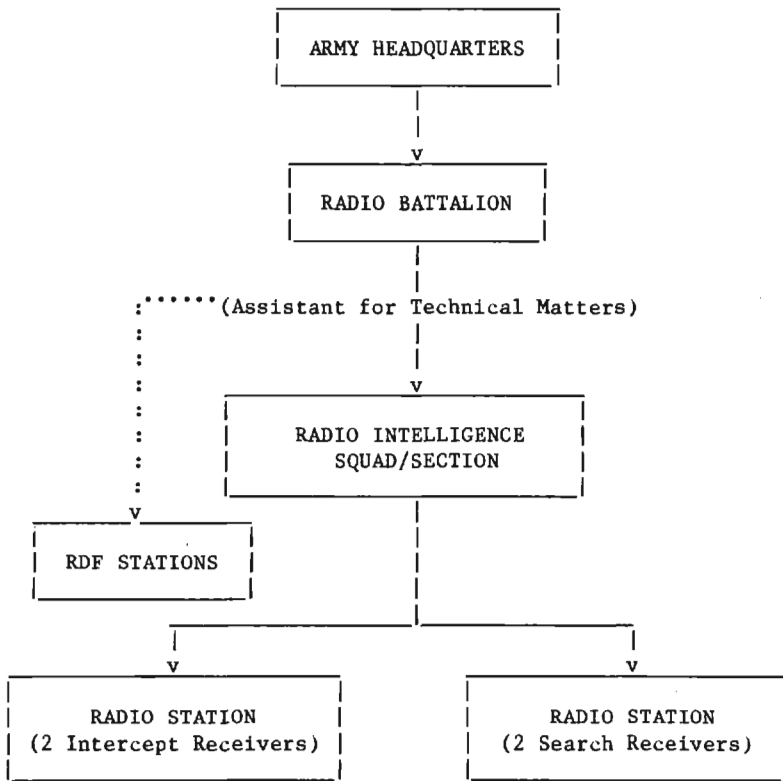 ARMY HEADQUARTERS
RADIO BATTALION
(Assistant for Technical Matters)
RADIO INTELLIGENCE
SQUAD/SECTION
RDF STATIONS
RADIO STATION
(2 Intercept Receivers)
RADIO STATION
(2 Search Receivers)